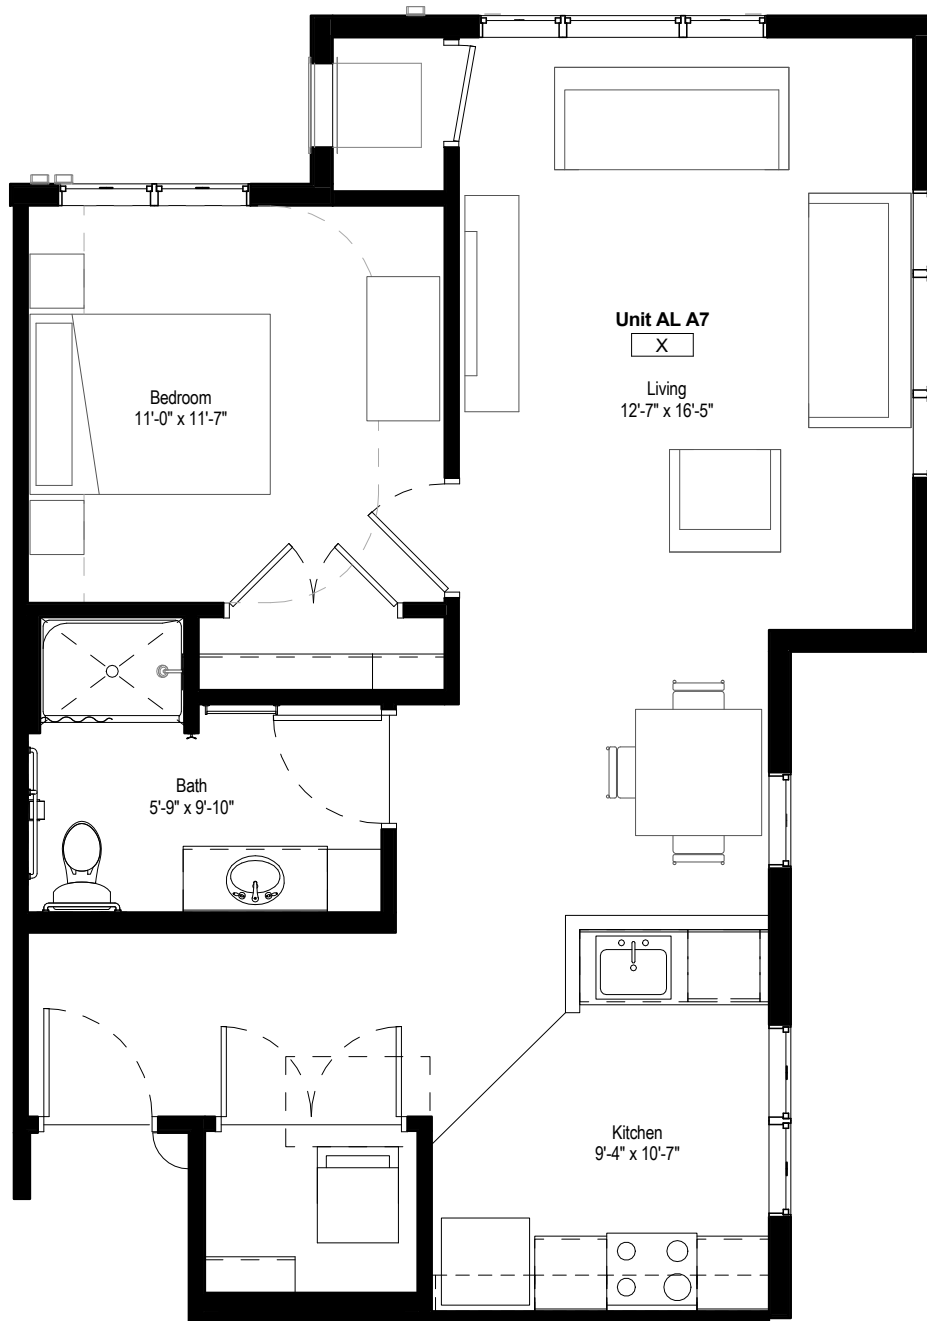 Unit AL A7
X
Living
12'-7" x 16'-5"
Bedroom
11'-0" x 11'-7"
Bath
5'-9" x 9'-10"
Kitchen
9'-4" x 10'-7"